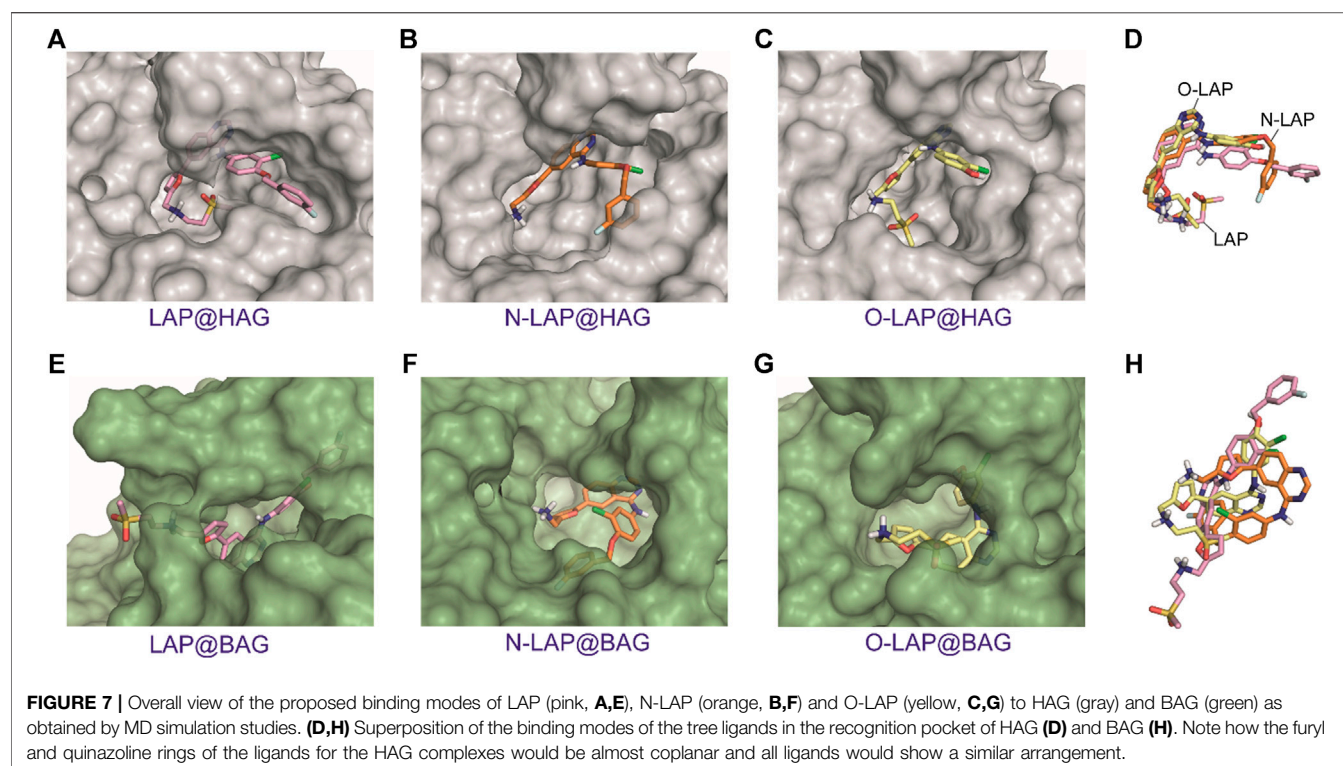 A
B
C
D
O-LAP
N-LAP
LAP
LAP@HAG
N-LAP@HAG
O-LAP@HAG
E
F
G
H
LAP@BAG
N-LAP@BAG
O-LAP@BAG
FIGURE 7 | Overall view of the proposed binding modes of LAP (pink, A,E), N-LAP (orange, B,F) and O-LAP (yellow, C,G) to HAG (gray) and BAG (green) as
obtained by MD simulation studies. (D,H) Superposition of the binding modes of the tree ligands in the recognition pocket of HAG (D) and BAG (H). Note how the furyl
and quinazoline rings of the ligands for the HAG complexes would be almost coplanar and all ligands would show a similar arrangement.